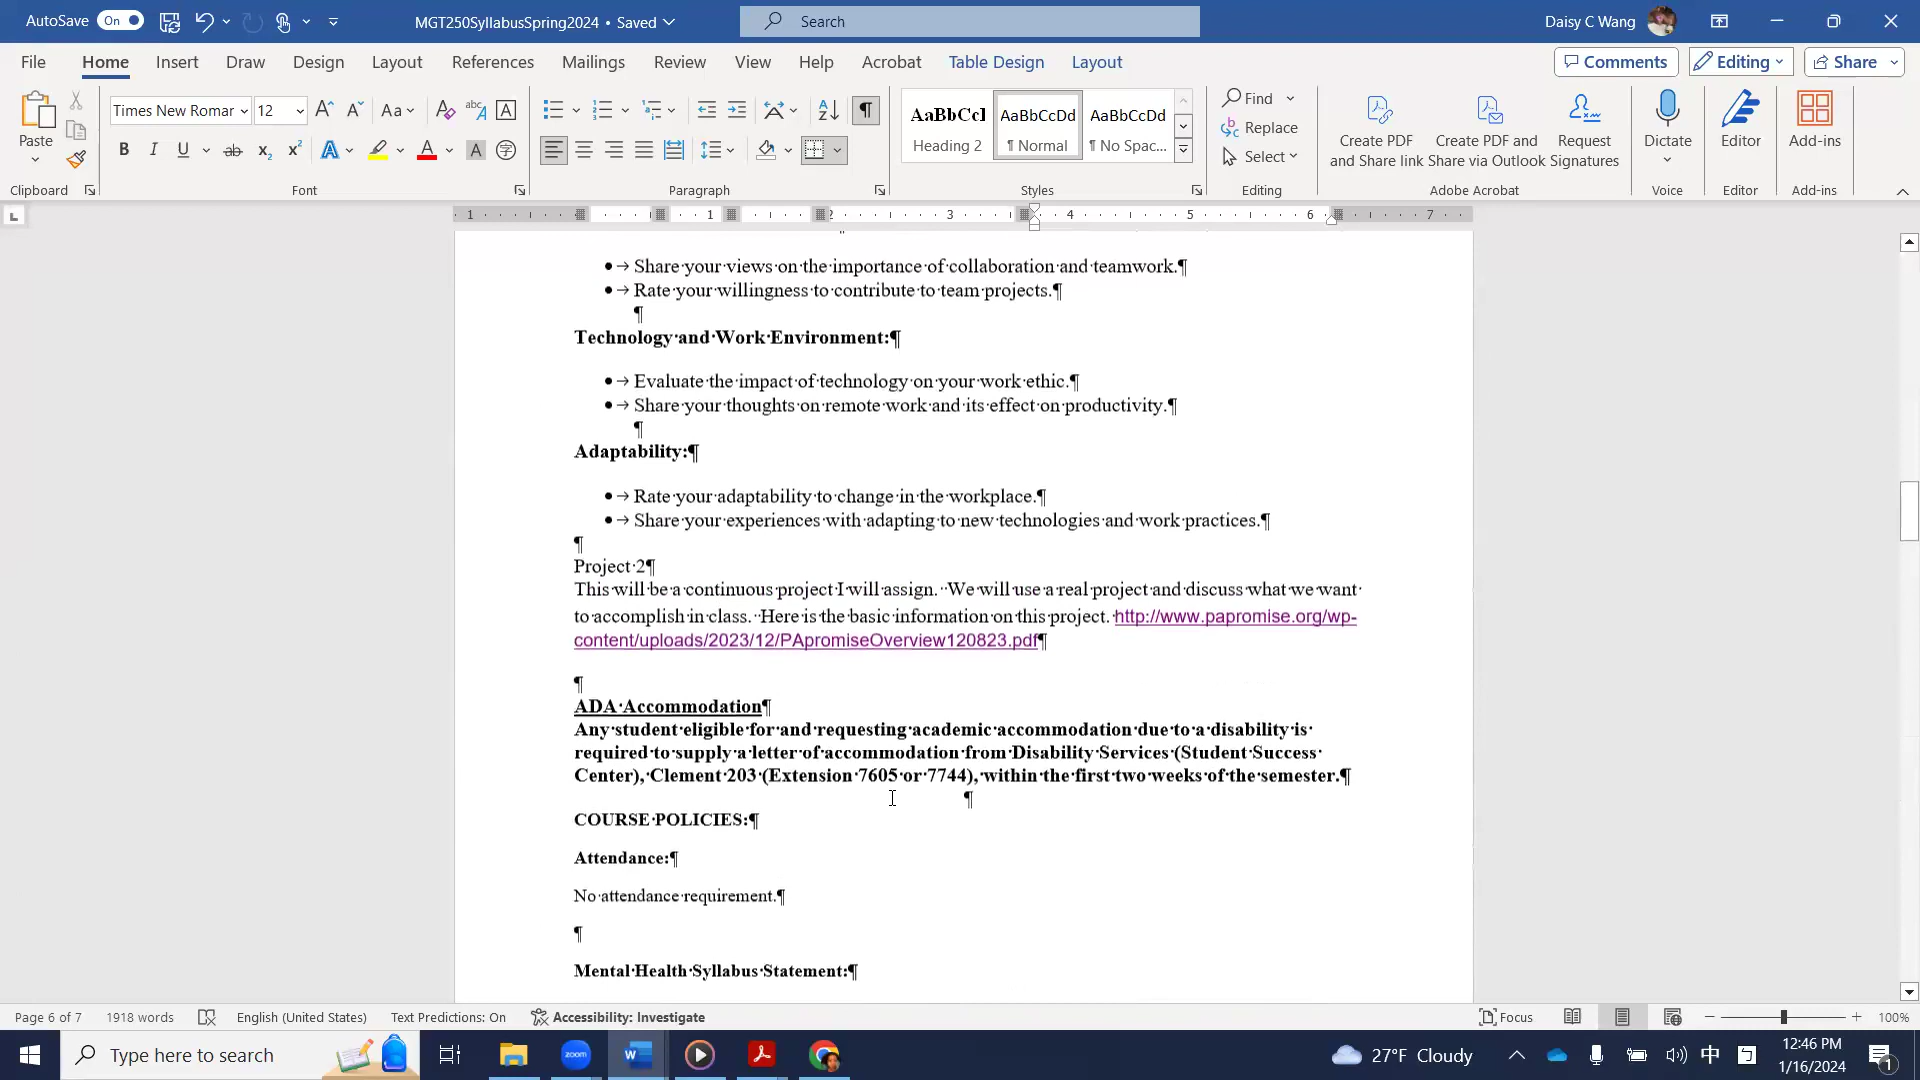 AutoSave On MGT250SyllabusSpring2024 • Saved Search Daisy C Wang
File Home Insert Draw Design Layout References Mailings Review View Help Acrobat Table Design Layout Comments Editing Share
Paste
Clipboard
Times New Romar 12
Font
Paragraph
AaBbCcI AaBbCcDd AaBbCcDd
Heading 2 ¶ Normal ¶ No Spac...
Styles
Find
Replace
Select
Editing
Create PDF and Share link
Create PDF and Share via Outlook
Request Signatures
Adobe Acrobat
Dictate
Voice
Editor
Editor
Add-ins
Add-ins
1 1 2 3 4 5 6 7
• → Share·your·views·on·the·importance·of·collaboration·and·teamwork.¶
• → Rate·your·willingness·to·contribute·to·team·projects.¶
¶
Technology·and·Work·Environment:¶
• → Evaluate·the·impact·of·technology·on·your·work·ethic.¶
• → Share·your·thoughts·on·remote·work·and·its·effect·on·productivity.¶
¶
Adaptability:¶
• → Rate·your·adaptability·to·change·in·the·workplace.¶
• → Share·your·experiences·with·adapting·to·new·technologies·and·work·practices.¶
¶
Project·2¶
This·will·be·a·continuous·project·I·will·assign.··We·will·use·a·real·project·and·discuss·what·we·want·
to·accomplish·in·class.··Here·is·the·basic·information·on·this·project.·http://www.papromise.org/wp-
content/uploads/2023/12/PApromiseOverview120823.pdf¶
¶
ADA·Accommodation¶
Any·student·eligible·for·and·requesting·academic·accommodation·due·to·a·disability·is·
required·to·supply·a·letter·of·accommodation·from·Disability·Services·(Student·Success·
Center),·Clement·203·(Extension·7605·or·7744),·within·the·first·two·weeks·of·the·semester.¶
¶
COURSE·POLICIES:¶
Attendance:¶
No·attendance·requirement.¶
¶
Mental·Health·Syllabus·Statement:¶
Page 6 of 7 1918 words English (United States) Text Predictions: On Accessibility: Investigate Focus 100%
Type here to search zoom 27°F Cloudy 中 12:46 PM
1/16/2024 1